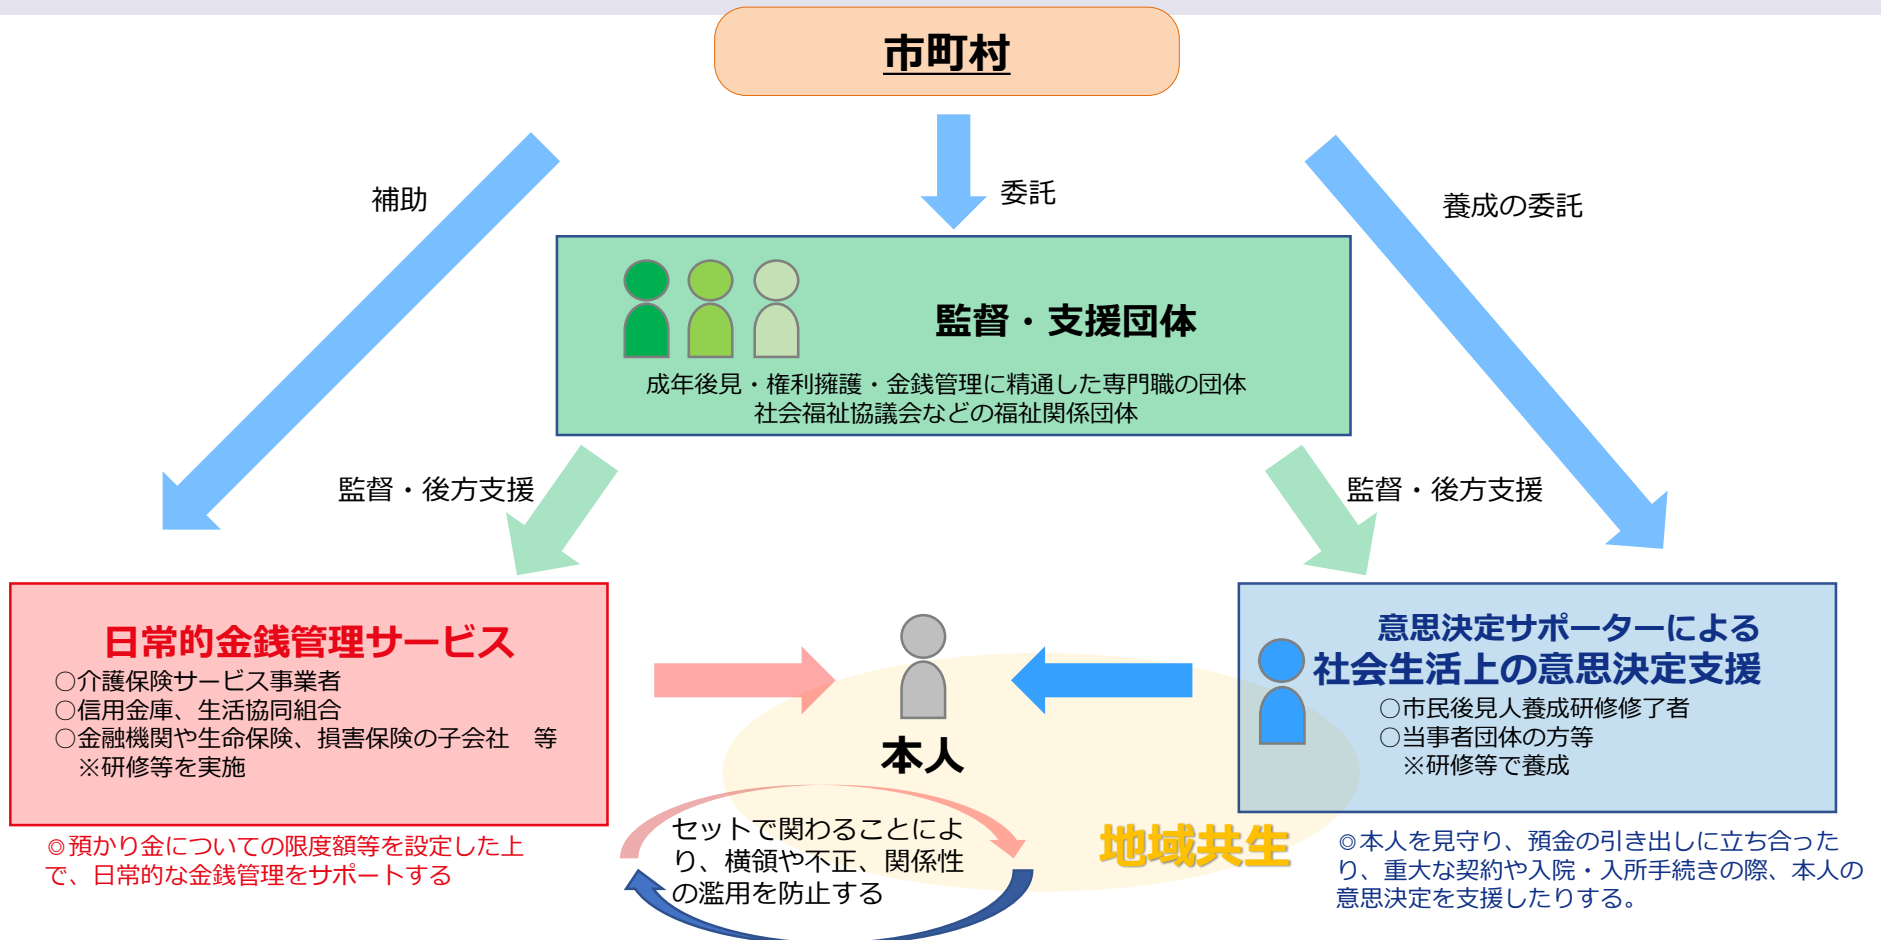 市町村
補助
委託
養成の委託
監督・支援団体
成年後見・権利擁護・金銭管理に精通した専門職の団体
社会福祉協議会などの福祉関係団体
監督・後方支援
監督・後方支援
日常的金銭管理サービス
○介護保険サービス事業者
○信用金庫、生活協同組合
○金融機関や生命保険、損害保険の子会社　等
※研修等を実施
◎預かり金についての限度額等を設定した上
で、日常的な金銭管理をサポートする
本人
セットで関わることによ
り、横領や不正、関係性
の濫用を防止する
地域共生
意思決定サポーターによる
社会生活上の意思決定支援
○市民後見人養成研修修了者
○当事者団体の方等
※研修等で養成
◎本人を見守り、預金の引き出しに立ち合った
り、重大な契約や入院・入所手続きの際、本人の
意思決定を支援したりする。